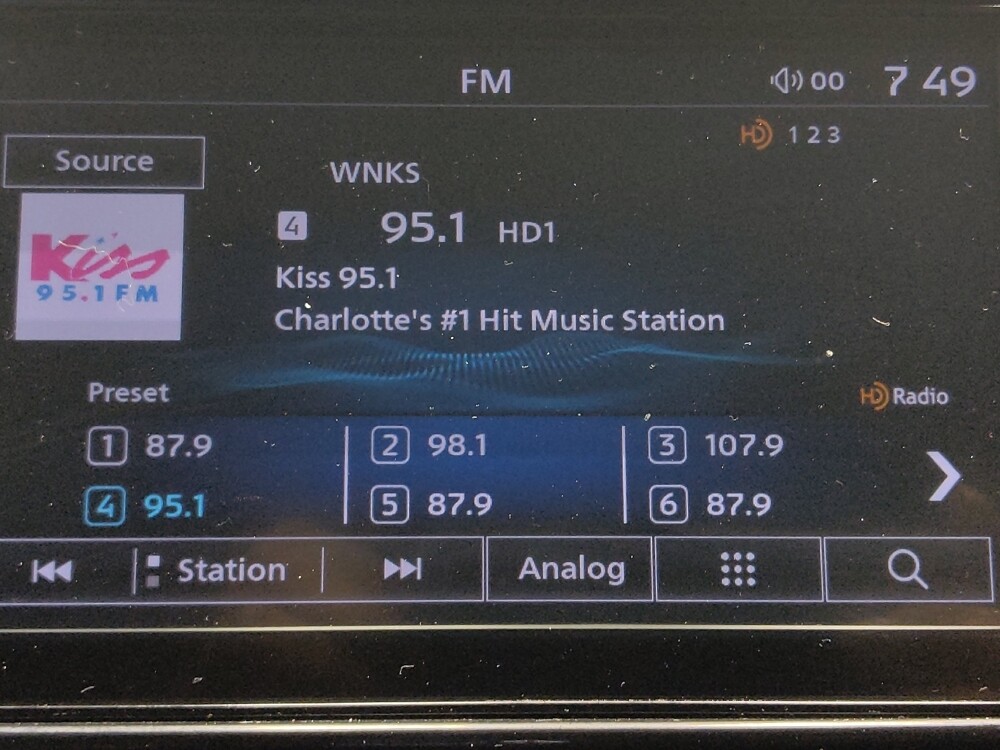 FM
00
7 49
HD 1 2 3
Source
WNKS
4 95.1 HD1
Kiss
95.1FM
Kiss 95.1
Charlotte's #1 Hit Music Station
Preset
HD Radio
1 87.9 2 98.1 3 107.9
4 95.1 5 87.9 6 87.9
Station Analog